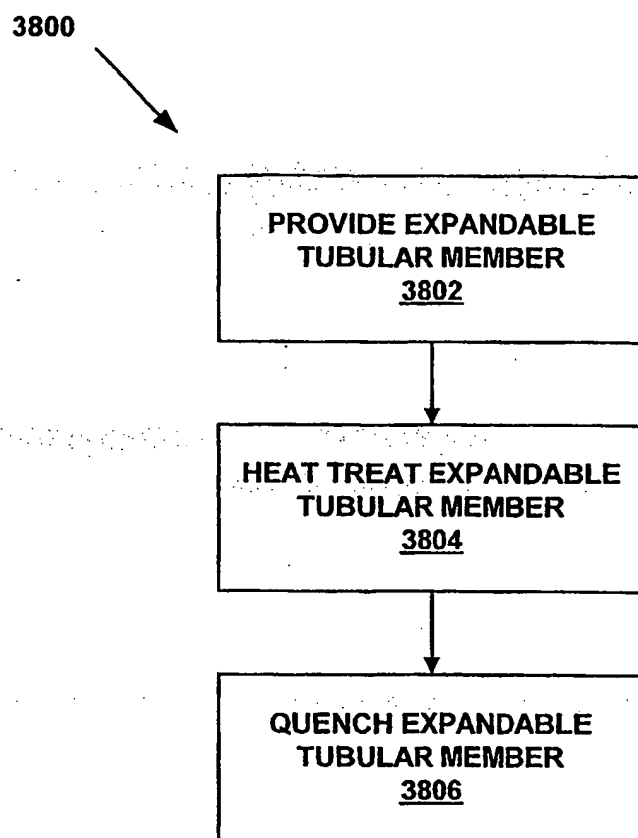 3800
PROVIDE EXPANDABLE
TUBULAR MEMBER
3802
HEAT TREAT EXPANDABLE
TUBULAR MEMBER
3804
QUENCH EXPANDABLE
TUBULAR MEMBER
3806